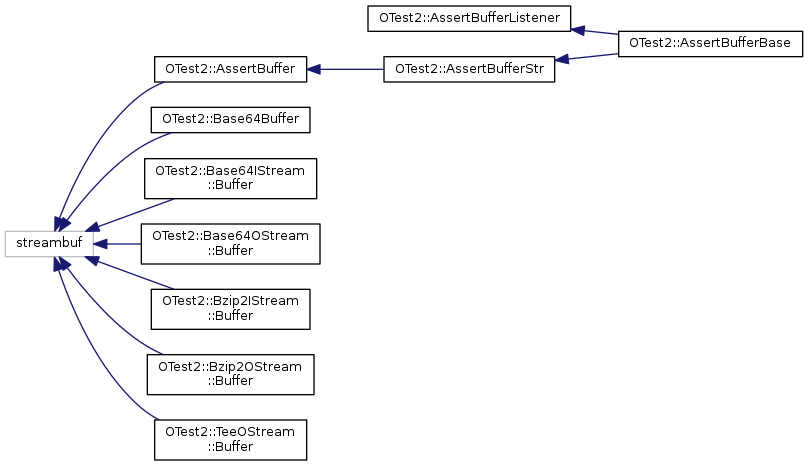 OTest2::AssertBufferListener
OTest2::AssertBufferBase
OTest2::AssertBuffer
OTest2::AssertBufferStr
OTest2::Base64Buffer
OTest2::Base64IStream
::Buffer
streambuf
OTest2::Base64OStream
::Buffer
OTest2::Bzip2IStream
::Buffer
OTest2::Bzip2OStream
::Buffer
OTest2::TeeOStream
::Buffer